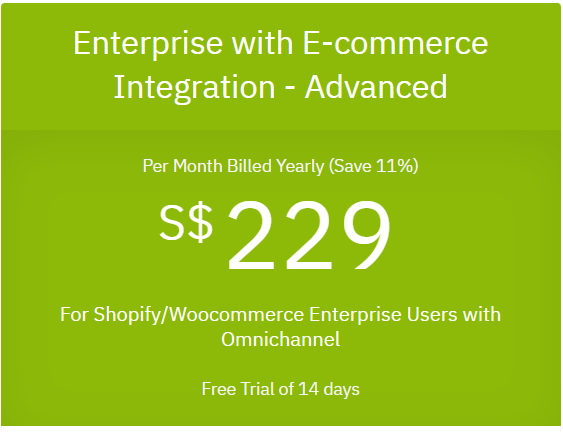 Enterprise with E-commerce
Integration - Advanced
Per Month Billed Yearly (Save 11%)
S$229
For Shopify/Woocommerce Enterprise Users with
Omnichannel
Free Trial of 14 days